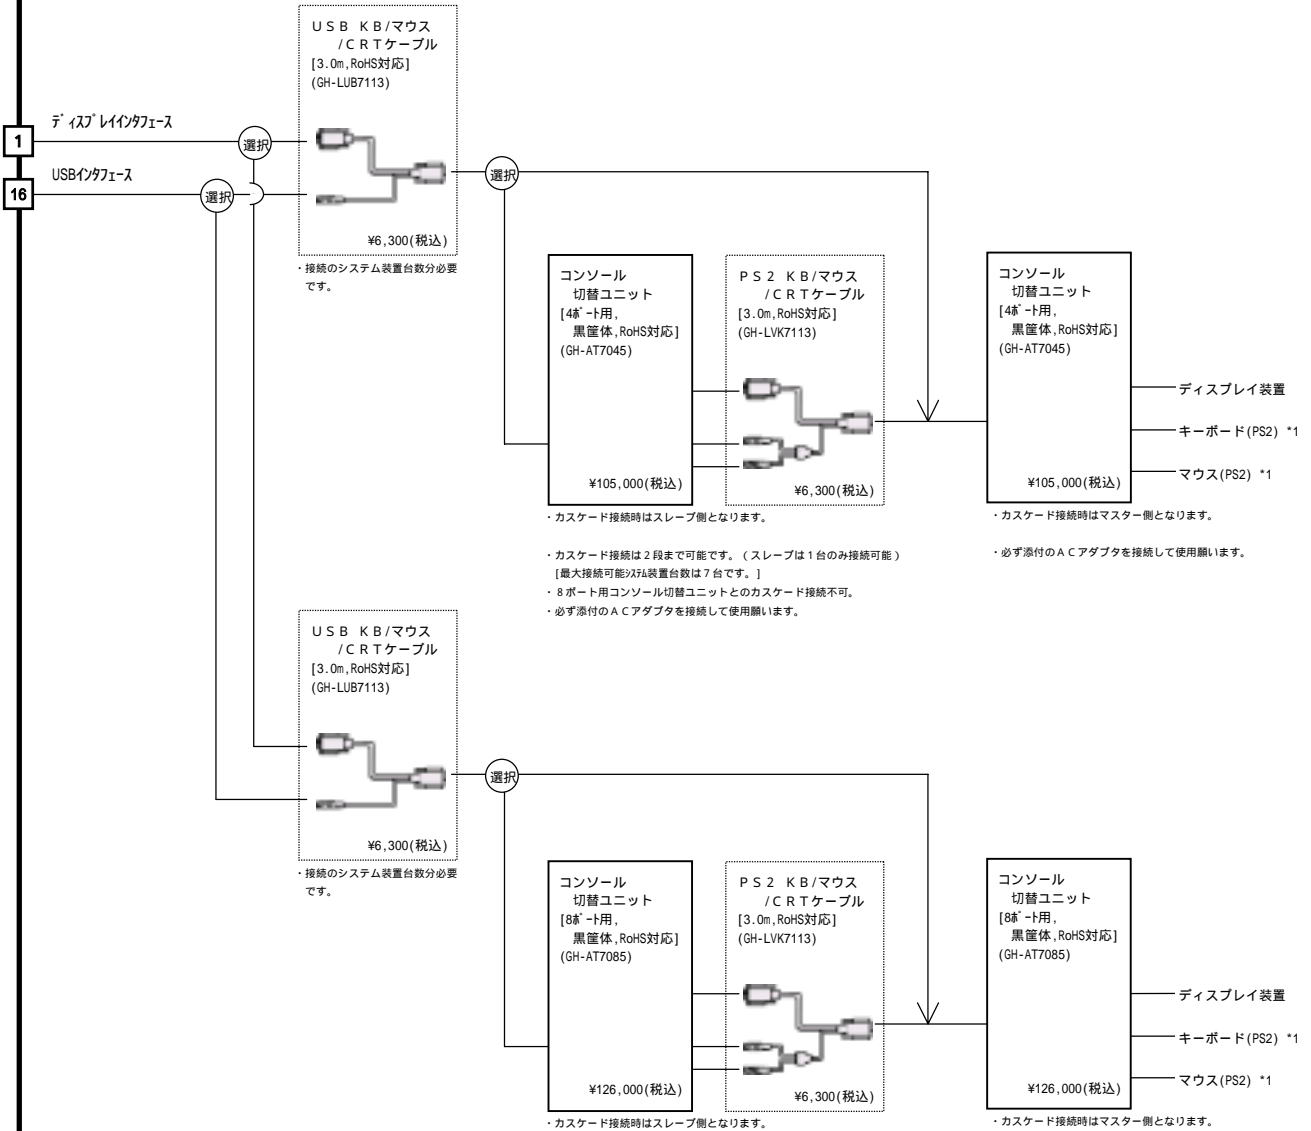 USB KB/マウス
/CRTケーブル
[3.0m,RoHS対応]
(GH-LUB7113)
¥6,300(税込)
・接続のシステム装置台数分必要
です。
1
ディスプレイインタフェース
選択
16
USBインタフェース
選択
選択
コンソール
切替ユニット
[4ポート用,
黒筐体,RoHS対応]
(GH-AT7045)
¥105,000(税込)
・カスケード接続時はスレーブ側となります。
PS2 KB/マウス
/CRTケーブル
[3.0m,RoHS対応]
(GH-LVK7113)
¥6,300(税込)
コンソール
切替ユニット
[4ポート用,
黒筐体,RoHS対応]
(GH-AT7045)
¥105,000(税込)
ディスプレイ装置
キーボード(PS2) *1
マウス(PS2) *1
・カスケード接続時はマスター側となります。
・必ず添付のACアダプタを接続して使用願います。
・カスケード接続は2段まで可能です。(スレーブは1台のみ接続可能)
[最大接続可能システム装置台数は7台です。]
・8ポート用コンソール切替ユニットとのカスケード接続不可。
・必ず添付のACアダプタを接続して使用願います。
USB KB/マウス
/CRTケーブル
[3.0m,RoHS対応]
(GH-LUB7113)
¥6,300(税込)
・接続のシステム装置台数分必要
です。
選択
コンソール
切替ユニット
[8ポート用,
黒筐体,RoHS対応]
(GH-AT7085)
¥126,000(税込)
・カスケード接続時はスレーブ側となります。
PS2 KB/マウス
/CRTケーブル
[3.0m,RoHS対応]
(GH-LVK7113)
¥6,300(税込)
コンソール
切替ユニット
[8ポート用,
黒筐体,RoHS対応]
(GH-AT7085)
¥126,000(税込)
ディスプレイ装置
キーボード(PS2) *1
マウス(PS2) *1
・カスケード接続時はマスター側となります。